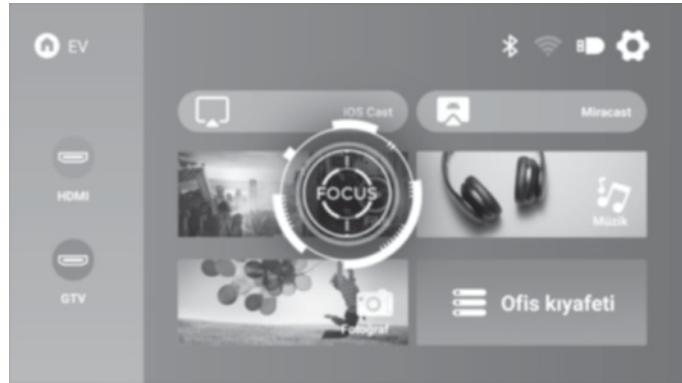 EV
iOS Cast
Miracast
HDMI
FOCUS
Müzik
GTV
Fotoğraf
Ofis kıyafeti